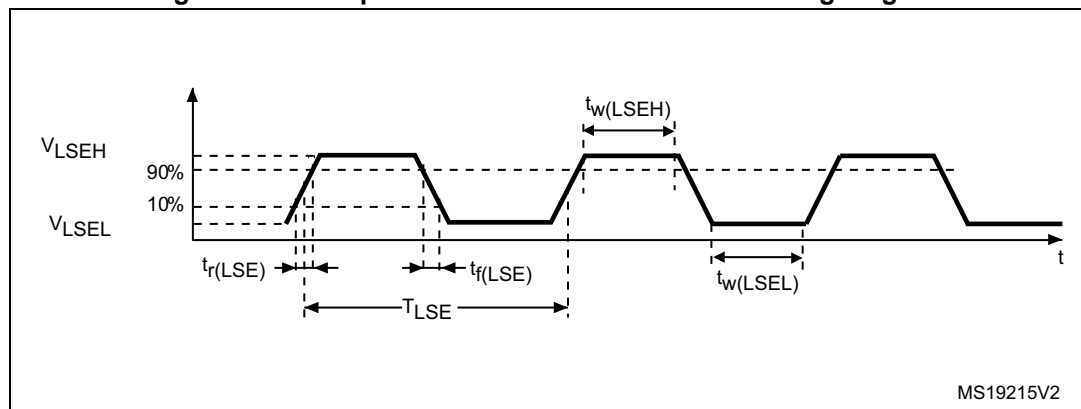 t_w(LSEH)
V_LSEH
90%
10%
V_LSEL
t_r(LSE)
t_f(LSE)
t
t_w(LSEL)
T_LSE
MS19215V2